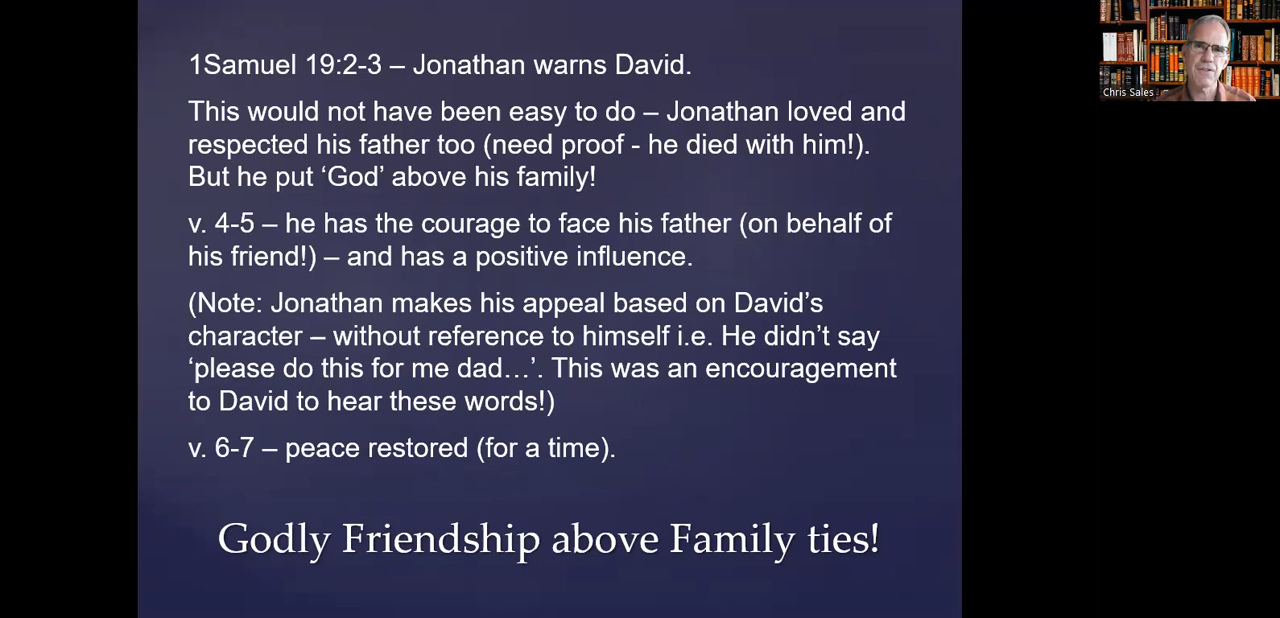 1Samuel 19:2-3 – Jonathan warns David.
This would not have been easy to do – Jonathan loved and
respected his father too (need proof - he died with him!).
But he put ‘God’ above his family!
v. 4-5 – he has the courage to face his father (on behalf of
his friend!) – and has a positive influence.
(Note: Jonathan makes his appeal based on David’s
character – without reference to himself i.e. He didn’t say
‘please do this for me dad…’. This was an encouragement
to David to hear these words!)
v. 6-7 – peace restored (for a time).
Godly Friendship above Family ties!
Chris Sales